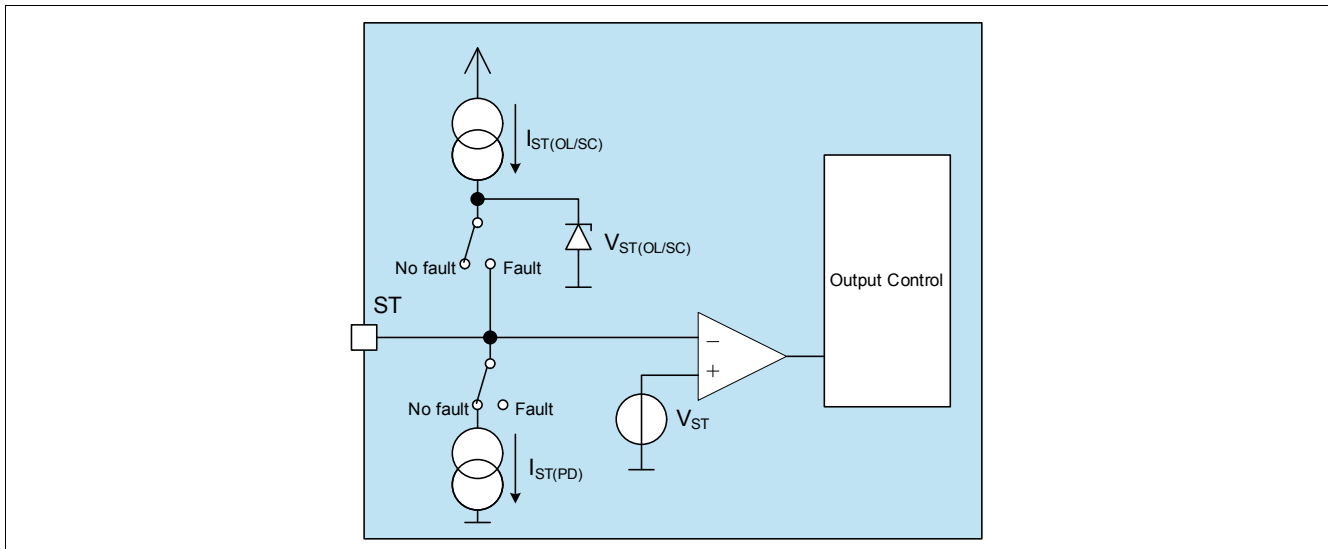 I_ST(OL/SC)
V_ST(OL/SC)
No fault
Fault
Output Control
ST
−
+
No fault
Fault
V_ST
I_ST(PD)